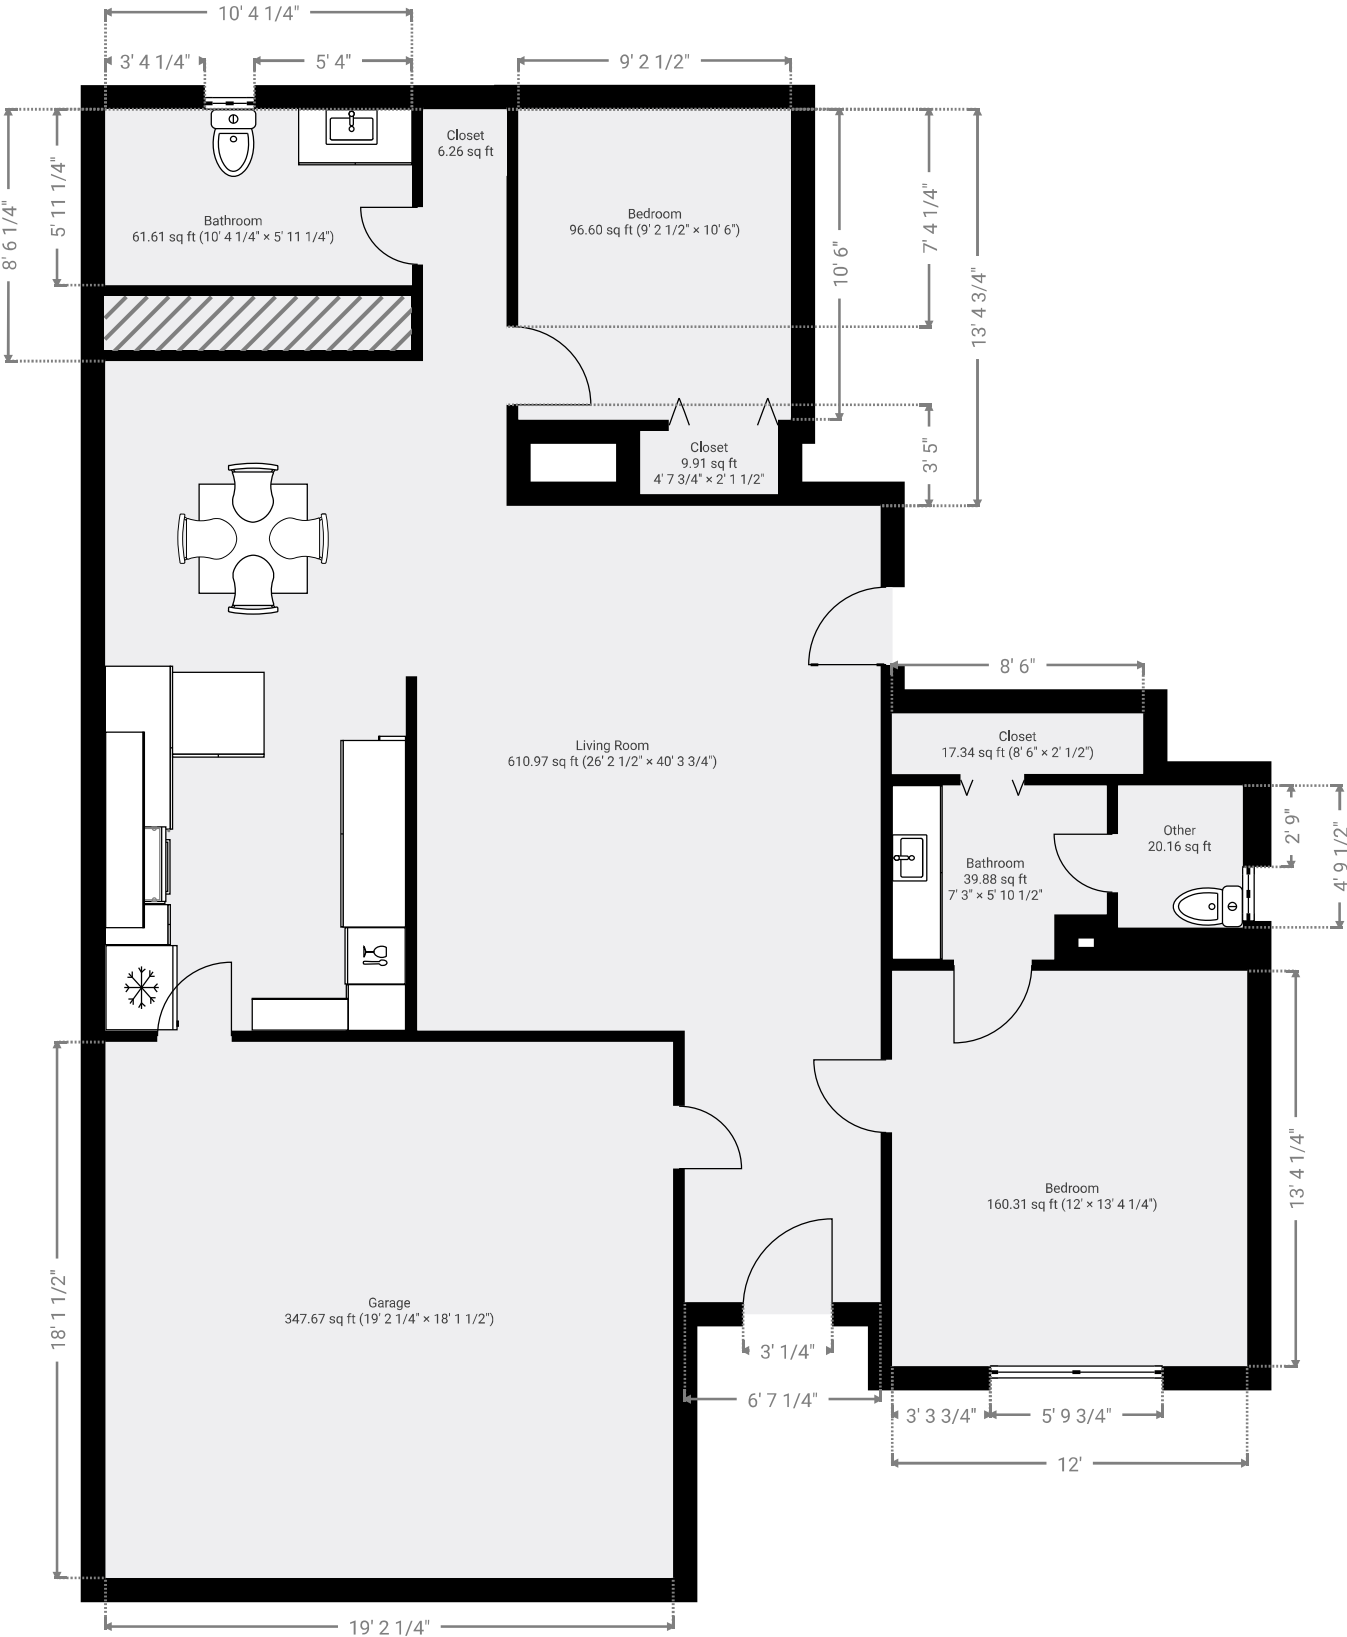 10' 4 1/4"
3' 4 1/4"
5' 4"
9' 2 1/2"
8' 6 1/4"
5' 11 1/4"
Closet
6.26 sq ft
Bathroom
61.61 sq ft (10' 4 1/4" × 5' 11 1/4")
Bedroom
96.60 sq ft (9' 2 1/2" × 10' 6")
10' 6"
7' 4 1/4"
13' 4 3/4"
3' 5"
Closet
9.91 sq ft
4' 7 3/4" × 2' 1 1/2"
8' 6"
Closet
17.34 sq ft (8' 6" × 2' 1/2")
Living Room
610.97 sq ft (26' 2 1/2" × 40' 3 3/4")
Other
20.16 sq ft
2' 9"
4' 9 1/2"
Bathroom
39.88 sq ft
7' 3" × 5' 10 1/2"
Bedroom
160.31 sq ft (12' × 13' 4 1/4")
13' 4 1/4"
18' 1 1/2"
Garage
347.67 sq ft (19' 2 1/4" × 18' 1 1/2")
3' 1/4"
6' 7 1/4"
3' 3 3/4"
5' 9 3/4"
12'
19' 2 1/4"